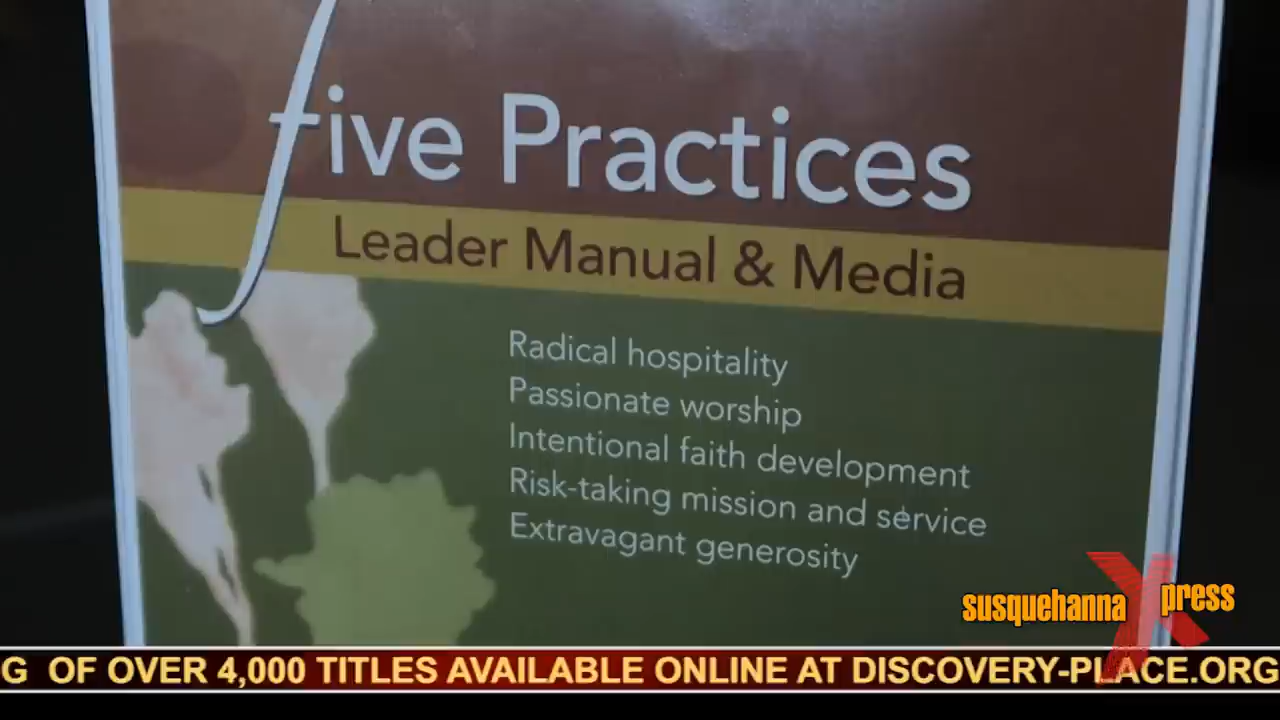 five Practices
Leader Manual & Media
Radical hospitality
Passionate worship
Intentional faith development
Risk-taking mission and service
Extravagant generosity
susquehanna Xpress
G OF OVER 4,000 TITLES AVAILABLE ONLINE AT DISCOVERY-PLACE.ORG